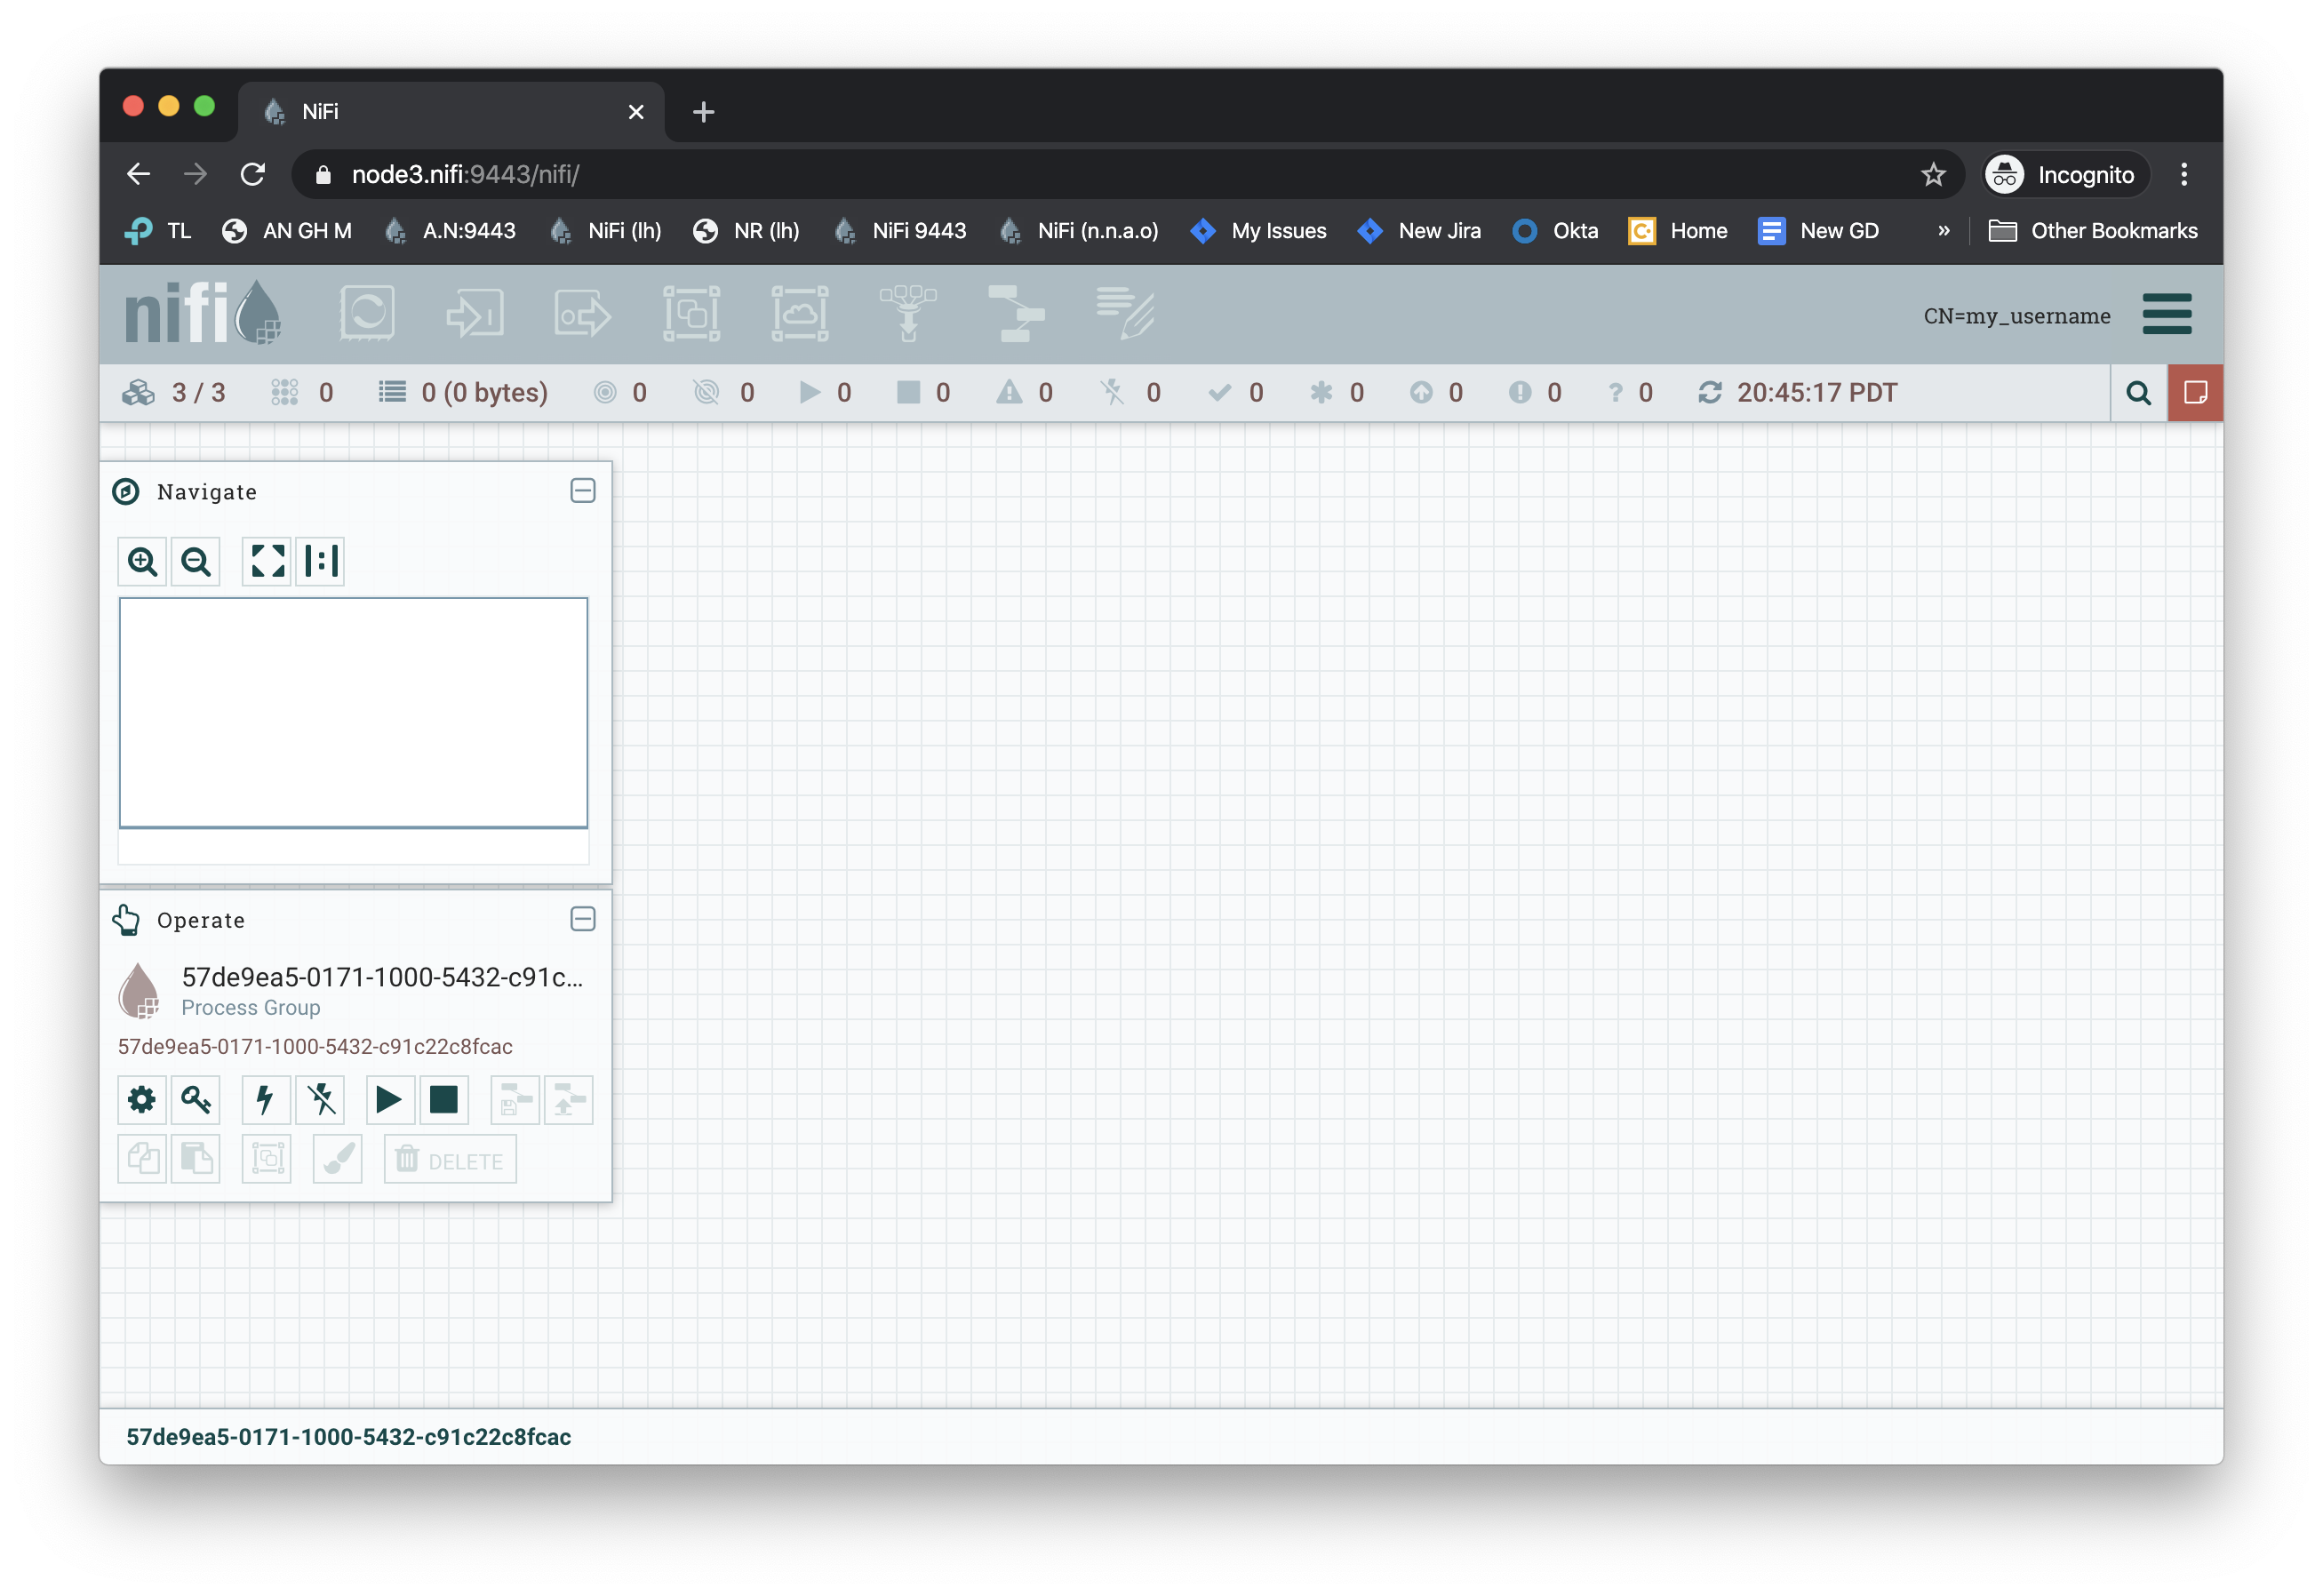 NiFi
node3.nifi:9443/nifi/
Incognito
TL AN GH M A.N:9443 NiFi (lh) NR (lh) NiFi 9443 NiFi (n.n.a.o) My Issues New Jira Okta Home New GD » Other Bookmarks
nifi
CN=my_username
3 / 3 0 0 (0 bytes) 0 0 0 0 0 0 0 0 0 0 ? 0 20:45:17 PDT
Navigate
Operate
57de9ea5-0171-1000-5432-c91c...
Process Group
57de9ea5-0171-1000-5432-c91c22c8fcac
DELETE
57de9ea5-0171-1000-5432-c91c22c8fcac